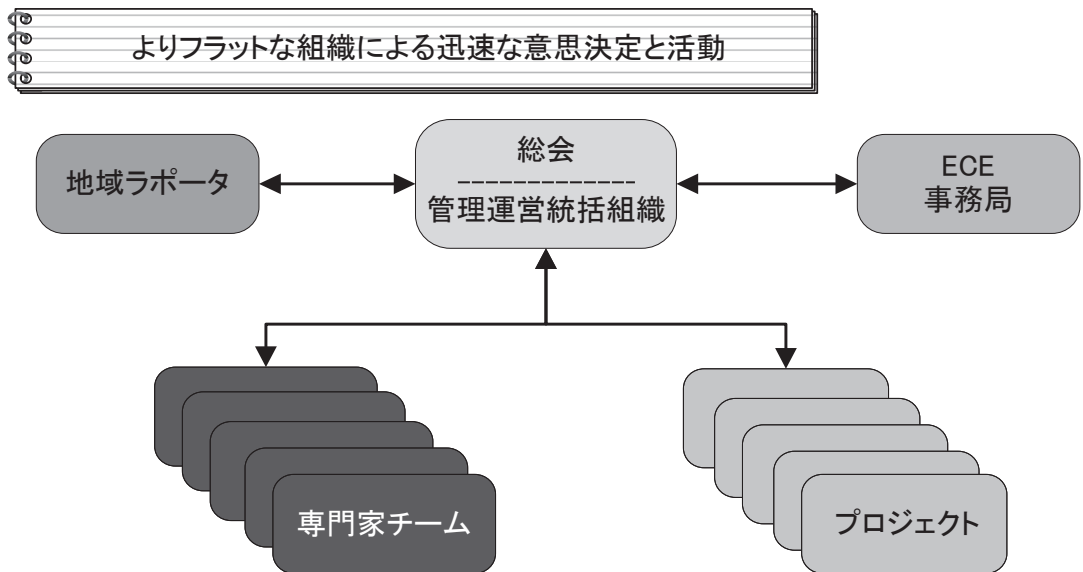 よりフラットな組織による迅速な意思決定と活動
地域ラポータ
総会
管理運営統括組織
ECE
事務局
専門家チーム
プロジェクト